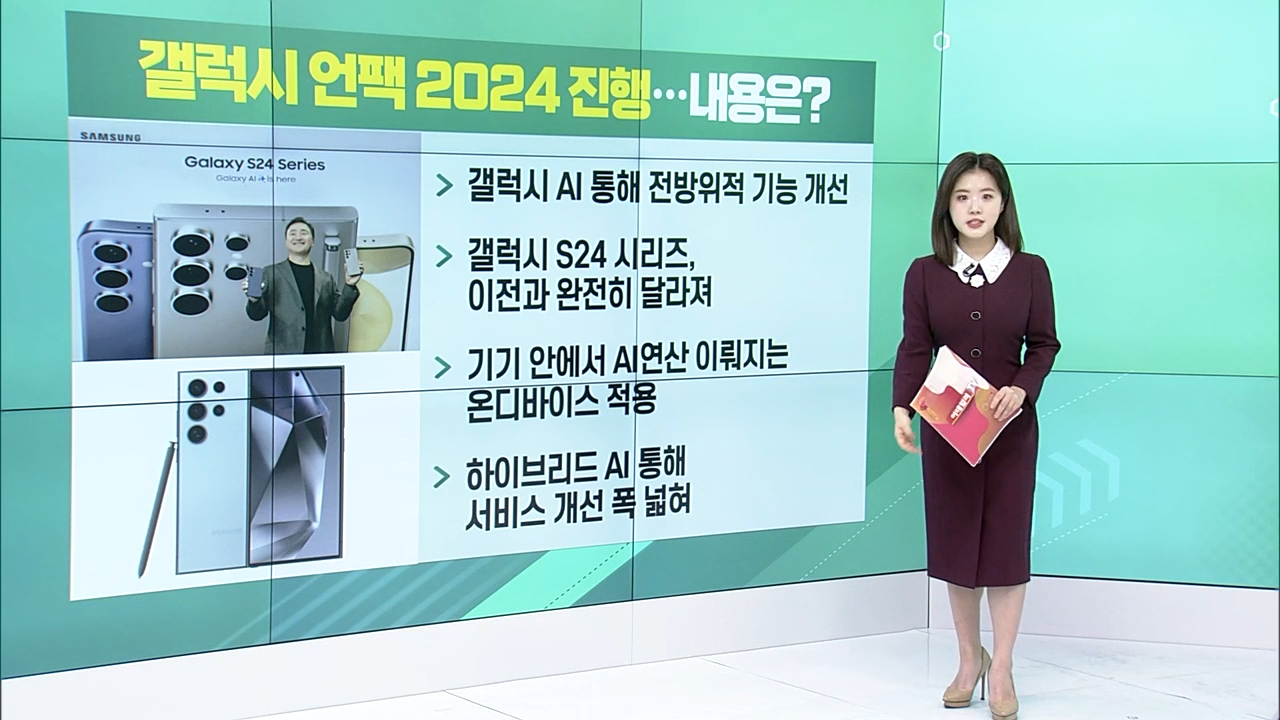 갤럭시 언팩 2024 진행…내용은?
SAMSUNG
Galaxy S24 Series
Galaxy AI is here
> 갤럭시 AI 통해 전방위적 기능 개선
> 갤럭시 S24 시리즈,
이전과 완전히 달라져
> 기기 안에서 AI연산 이뤄지는
온디바이스 적용
> 하이브리드 AI 통해
서비스 개선 폭 넓혀
SAMSUNG